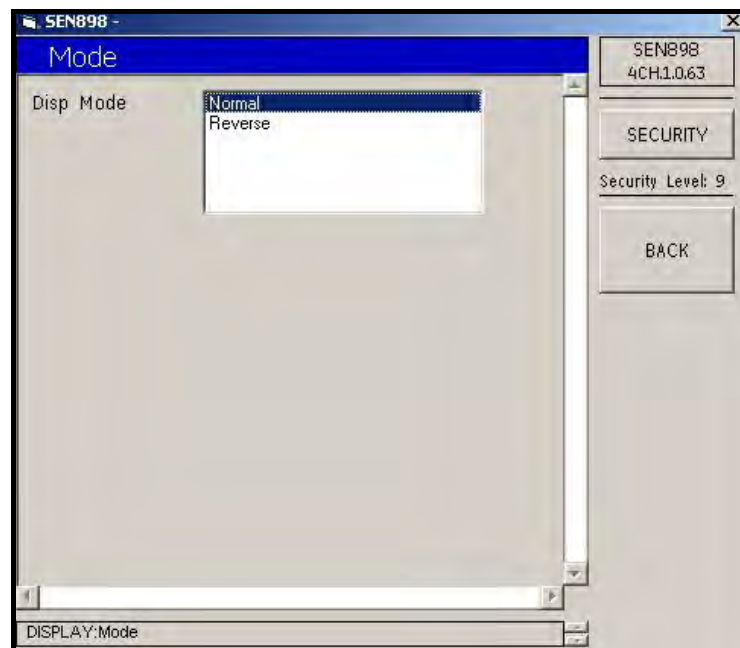 SEN898 -
Mode
Disp Mode
Normal
Reverse
SEN898
4CH.1.0.63
SECURITY
Security Level: 9
BACK
DISPLAY:Mode